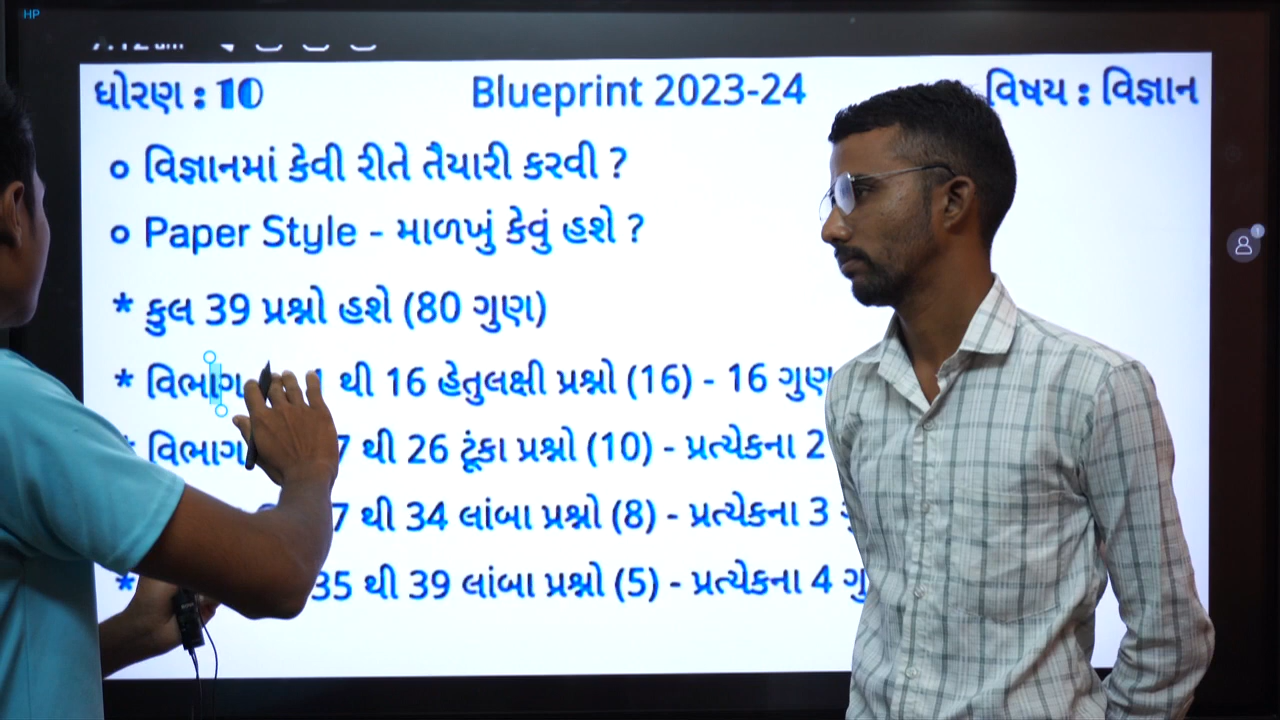 HP
ધોરણ : 10 Blueprint 2023-24 વિષય : વિજ્ઞાન
o વિજ્ઞાનમાં કેવી રીતે તૈયારી કરવી ?
o Paper Style - માળખું કેવું હશે ?
* કુલ 39 પ્રશ્નો હશે (80 ગુણ)
* વિભાગ 1 થી 16 હેતુલક્ષી પ્રશ્નો (16) - 16 ગુણ
* વિભાગ 7 થી 26 ટૂંકા પ્રશ્નો (10) - પ્રત્યેકના 2
7 થી 34 લાંબા પ્રશ્નો (8) - પ્રત્યેકના 3
* 35 થી 39 લાંબા પ્રશ્નો (5) - પ્રત્યેકના 4 ગુ